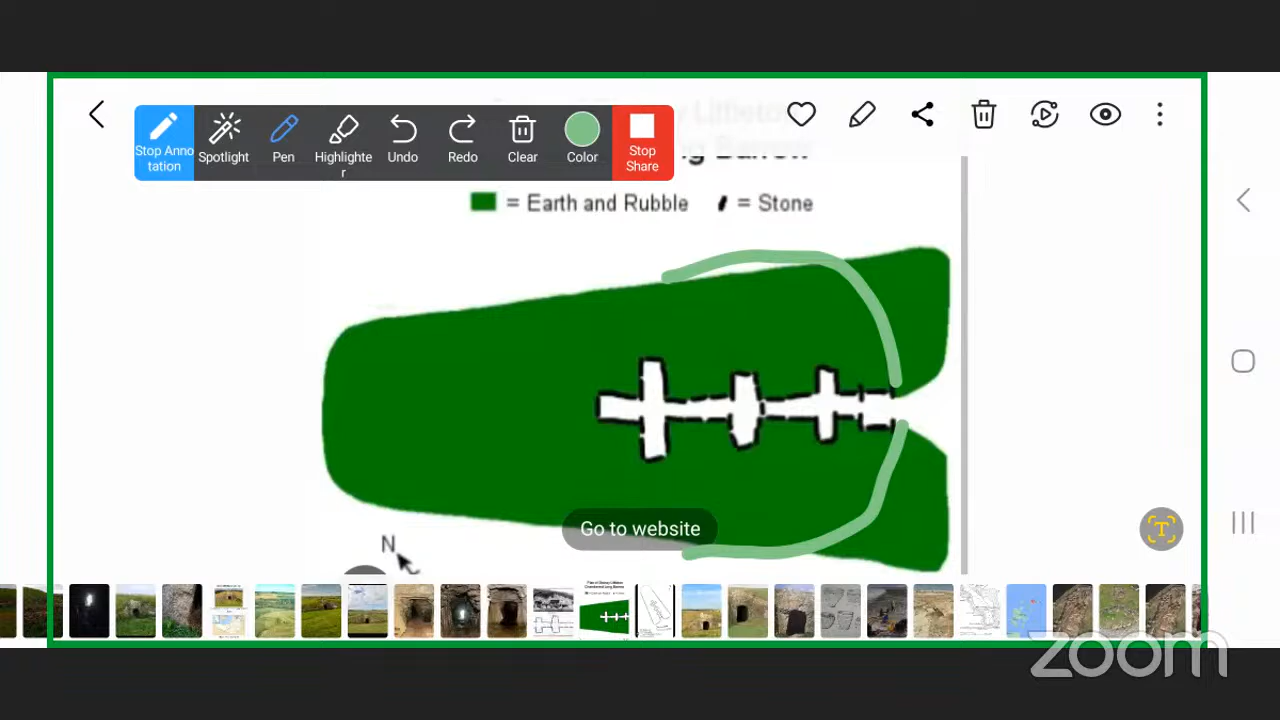 Stop Anno
tation
Spotlight
Pen
Highlighte
r
Undo
Redo
Clear
Color
Stop
Share
Barrow
= Earth and Rubble = Stone
Go to website
N
zoom